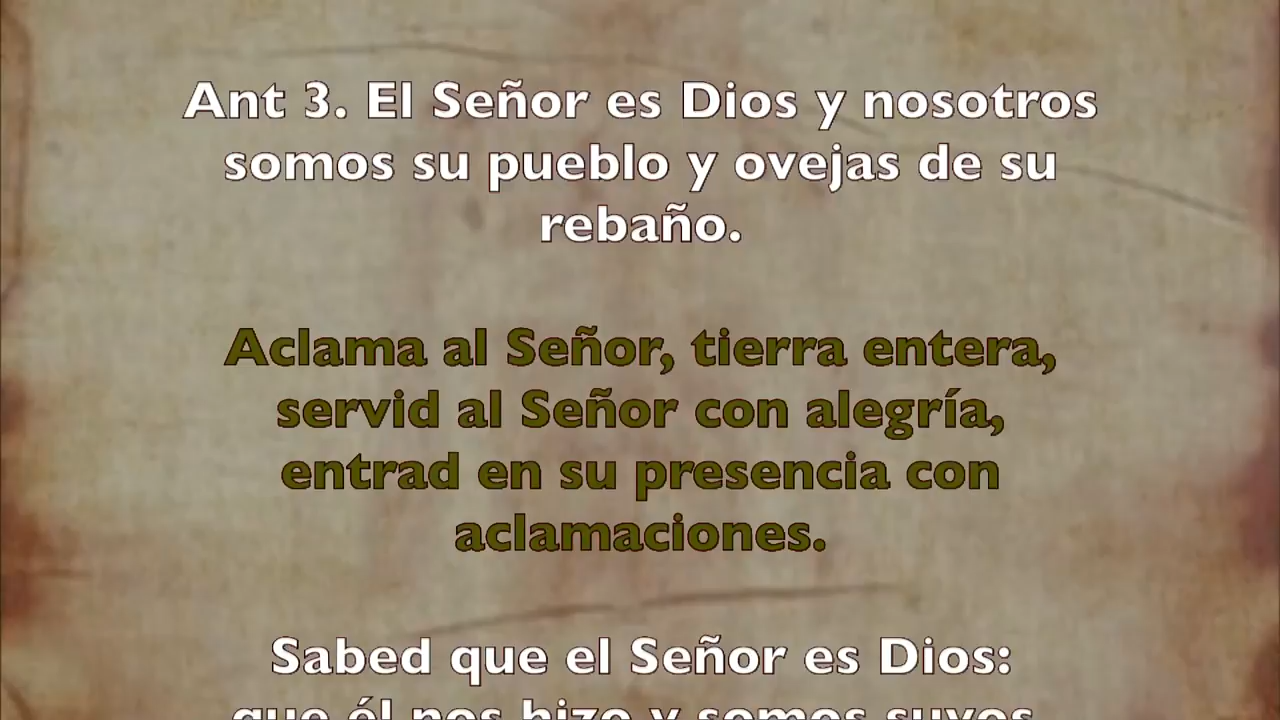 Ant 3. El Señor es Dios y nosotros
somos su pueblo y ovejas de su
rebaño.
Aclama al Señor, tierra entera,
servid al Señor con alegría,
entrad en su presencia con
aclamaciones.
Sabed que el Señor es Dios:
que él nos hizo y somos suyos